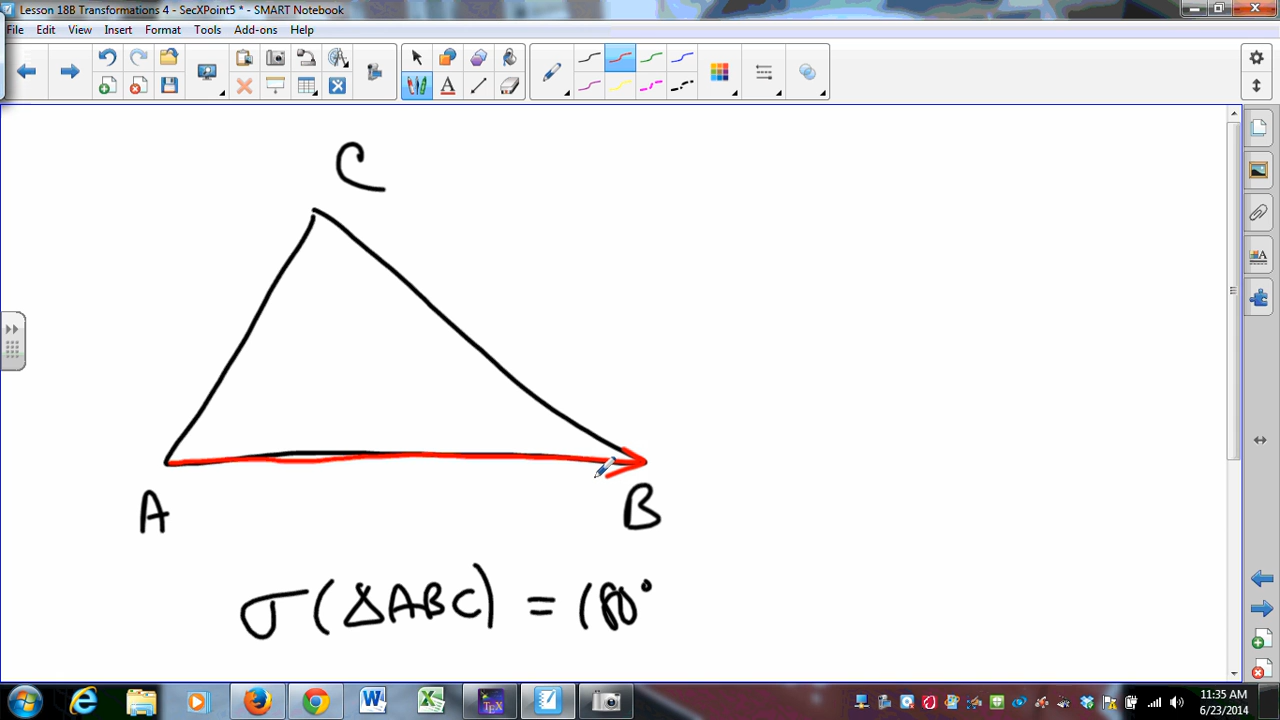 Lesson 18B Transformations 4 - SecXPoint5 * - SMART Notebook
File Edit View Insert Format Tools Add-ons Help
C
A
B
σ(ΔABC) = 180°
11:35 AM
6/23/2014